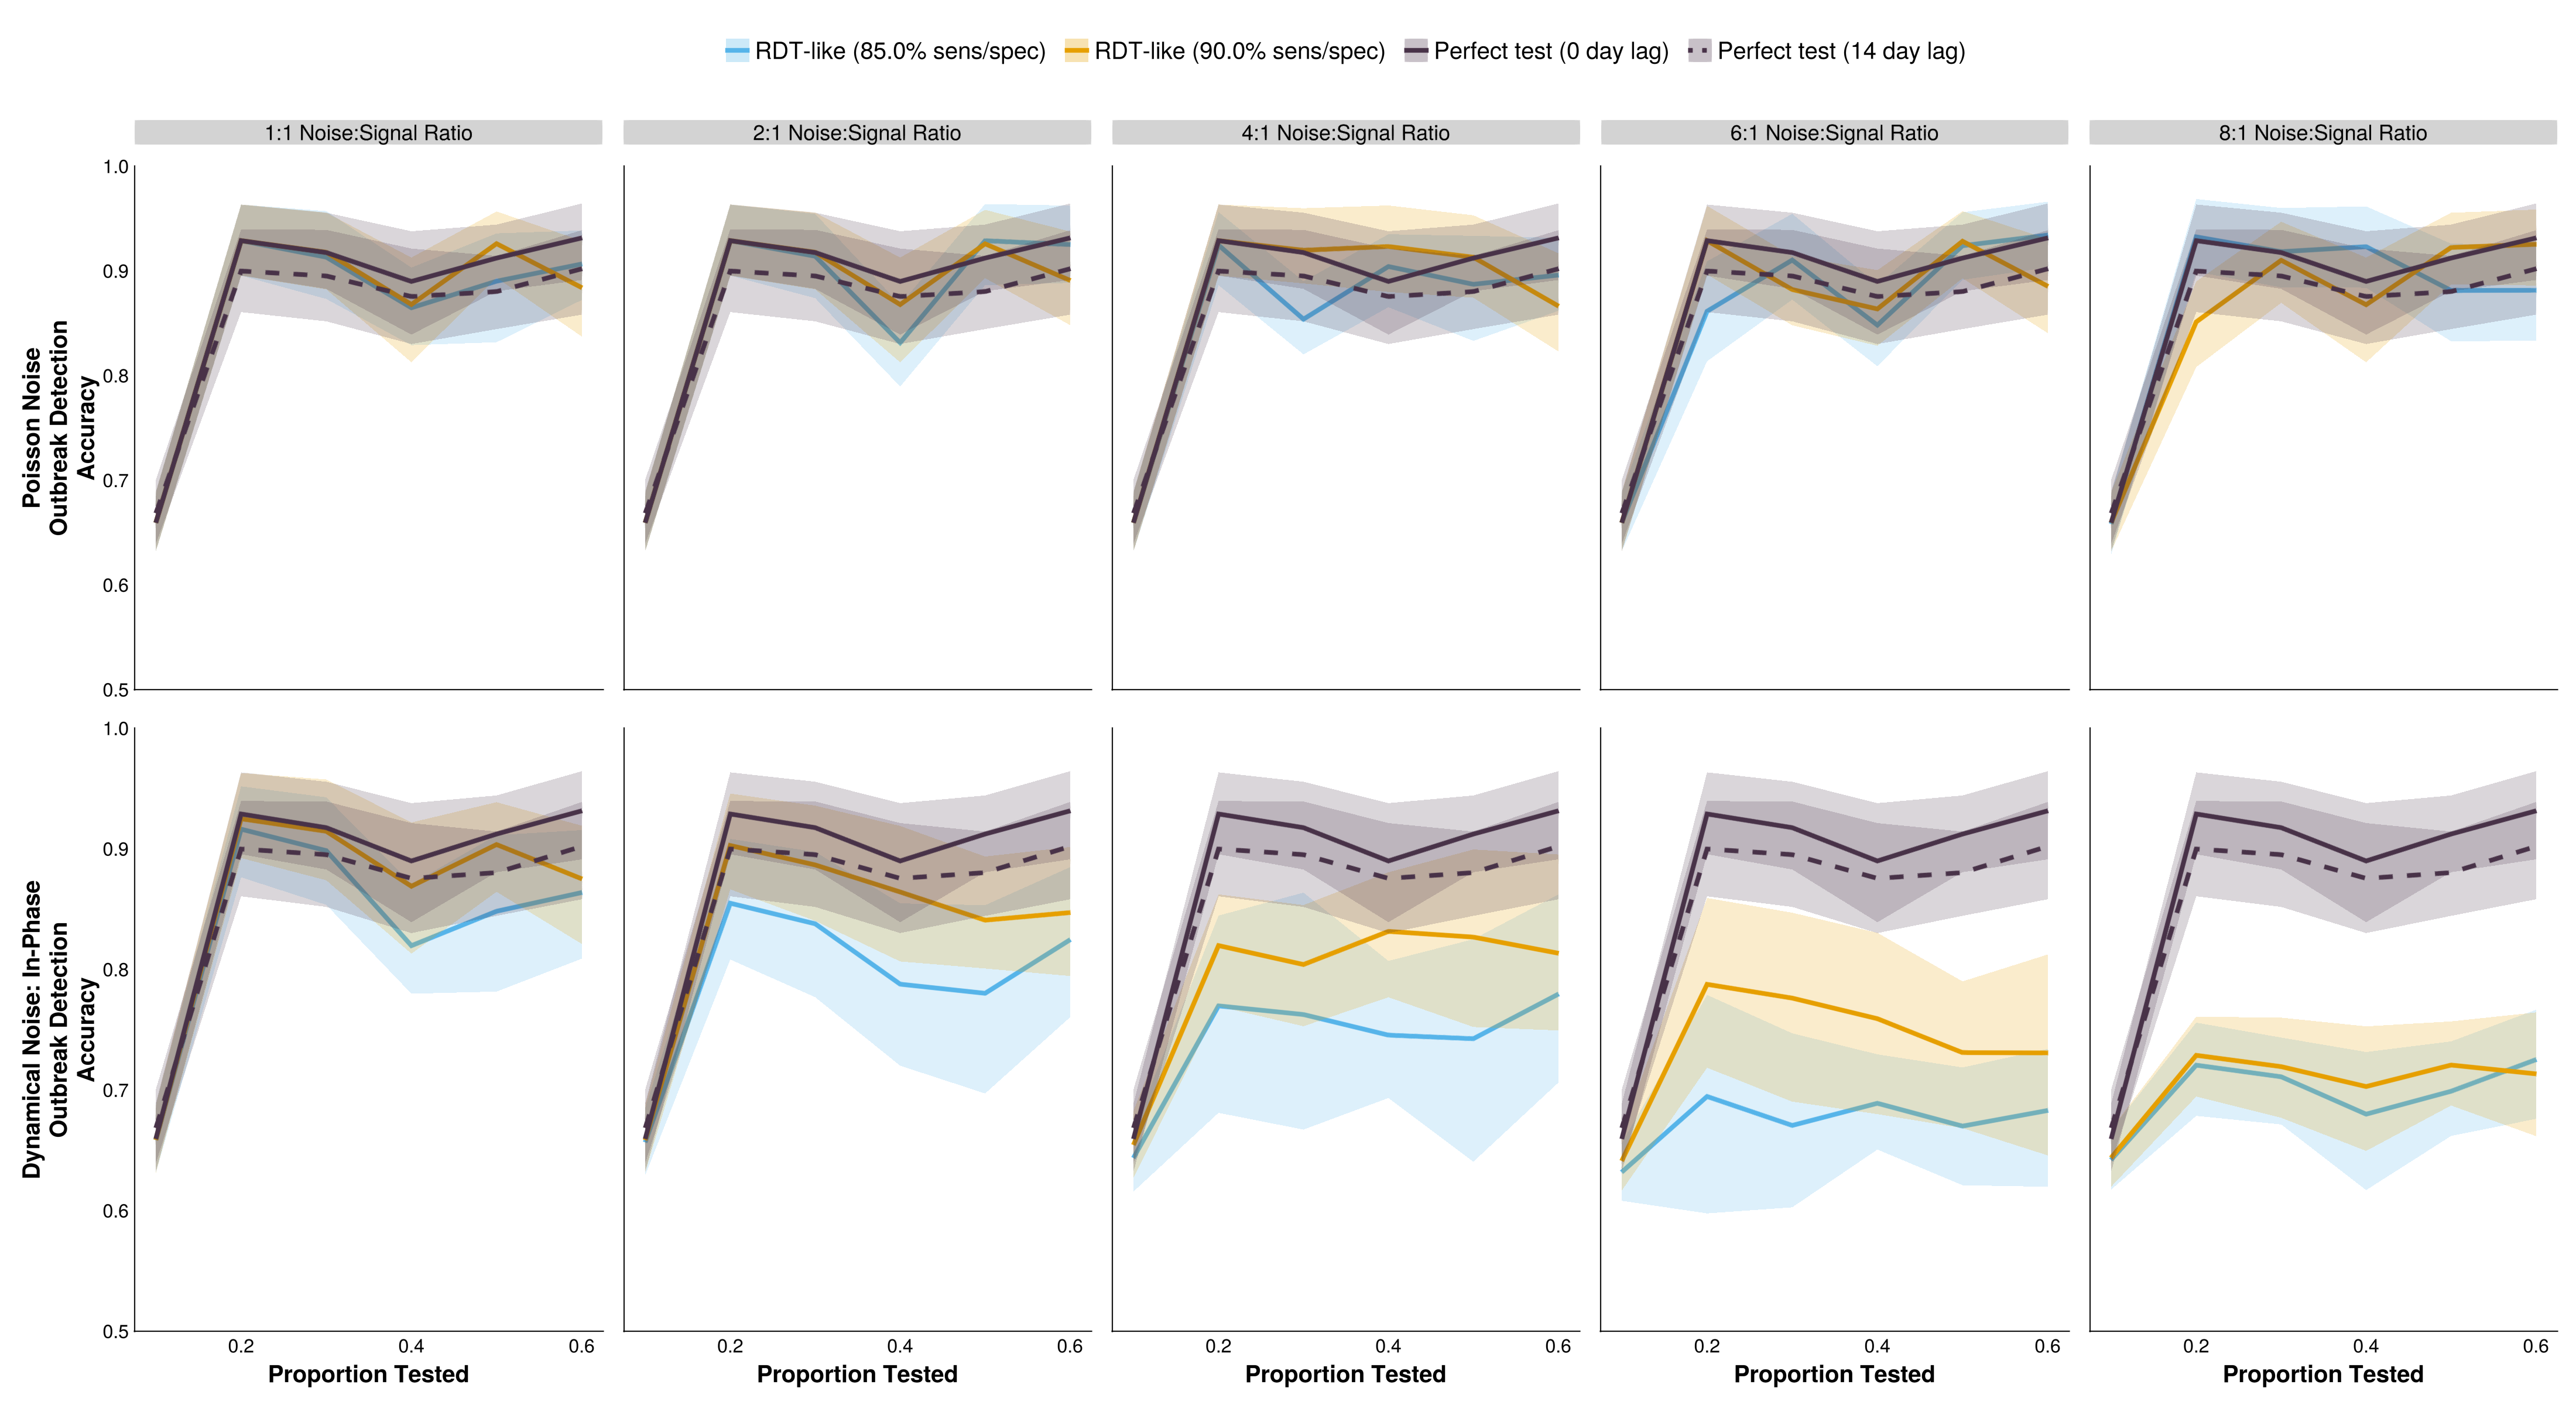 RDT-like (85.0% sens/spec) RDT-like (90.0% sens/spec) Perfect test (0 day lag) Perfect test (14 day lag)
1:1 Noise:Signal Ratio 2:1 Noise:Signal Ratio 4:1 Noise:Signal Ratio 6:1 Noise:Signal Ratio 8:1 Noise:Signal Ratio
Poisson Noise
Outbreak Detection
Accuracy
1.0
0.9
0.8
0.7
0.6
0.5
Dynamical Noise: In-Phase
Outbreak Detection
Accuracy
1.0
0.9
0.8
0.7
0.6
0.5
0.2 0.4 0.6 0.2 0.4 0.6 0.2 0.4 0.6 0.2 0.4 0.6 0.2 0.4 0.6
Proportion Tested Proportion Tested Proportion Tested Proportion Tested Proportion Tested